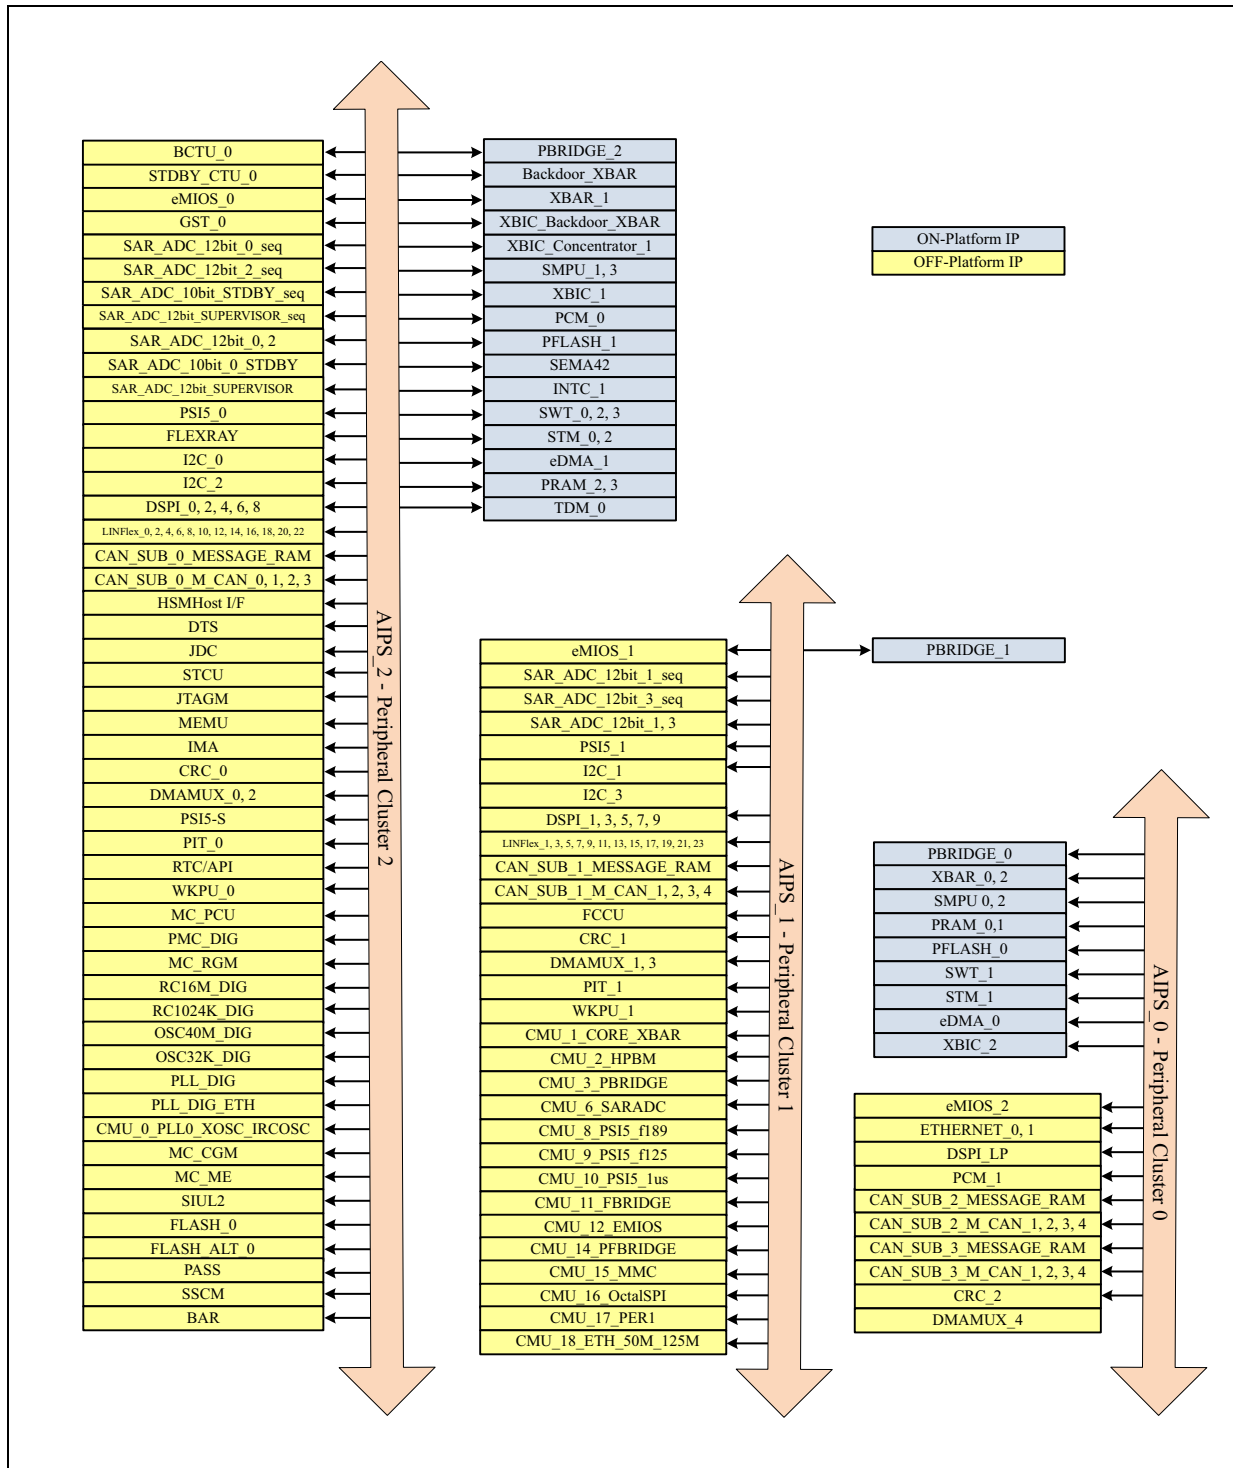 BCTU_0
STDBY_CTU_0
eMIOS_0
GST_0
SAR_ADC_12bit_0_seq
SAR_ADC_12bit_2_seq
SAR_ADC_10bit_STDBY_seq
SAR_ADC_12bit_SUPERVISOR_seq
SAR_ADC_12bit_0, 2
SAR_ADC_10bit_0_STDBY
SAR_ADC_12bit_SUPERVISOR
PSI5_0
FLEXRAY
I2C_0
I2C_2
DSPI_0, 2, 4, 6, 8
LINFlex_0, 2, 4, 6, 8, 10, 12, 14, 16, 18, 20, 22
CAN_SUB_0_MESSAGE_RAM
CAN_SUB_0_M_CAN_0, 1, 2, 3
HSMHost I/F
DTS
JDC
STCU
JTAGM
MEMU
IMA
CRC_0
DMAMUX_0, 2
PSI5-S
PIT_0
RTC/API
WKPU_0
MC_PCU
PMC_DIG
MC_RGM
RC16M_DIG
RC1024K_DIG
OSC40M_DIG
OSC32K_DIG
PLL_DIG
PLL_DIG_ETH
CMU_0_PLL0_XOSC_IRCOSC
MC_CGM
MC_ME
SIUL2
FLASH_0
FLASH_ALT_0
PASS
SSCM
BAR
AIPS_2 - Peripheral Cluster 2
PBRIDGE_2
Backdoor_XBAR
XBAR_1
XBIC_Backdoor_XBAR
XBIC_Concentrator_1
SMPU_1, 3
XBIC_1
PCM_0
PFLASH_1
SEMA42
INTC_1
SWT_0, 2, 3
STM_0, 2
eDMA_1
PRAM_2, 3
TDM_0
ON-Platform IP
OFF-Platform IP
eMIOS_1
SAR_ADC_12bit_1_seq
SAR_ADC_12bit_3_seq
SAR_ADC_12bit_1, 3
PSI5_1
I2C_1
I2C_3
DSPI_1, 3, 5, 7, 9
LINFlex_1, 3, 5, 7, 9, 11, 13, 15, 17, 19, 21, 23
CAN_SUB_1_MESSAGE_RAM
CAN_SUB_1_M_CAN_1, 2, 3, 4
FCCU
CRC_1
DMAMUX_1, 3
PIT_1
WKPU_1
CMU_1_CORE_XBAR
CMU_2_HPBM
CMU_3_PBRIDGE
CMU_6_SARADC
CMU_8_PSI5_f189
CMU_9_PSI5_f125
CMU_10_PSI5_1us
CMU_11_FBRIDGE
CMU_12_EMIOS
CMU_14_PFBRIDGE
CMU_15_MMC
CMU_16_OctalSPI
CMU_17_PER1
CMU_18_ETH_50M_125M
AIPS_1 - Peripheral Cluster 1
PBRIDGE_1
PBRIDGE_0
XBAR_0, 2
SMPU 0, 2
PRAM_0,1
PFLASH_0
SWT_1
STM_1
eDMA_0
XBIC_2
eMIOS_2
ETHERNET_0, 1
DSPI_LP
PCM_1
CAN_SUB_2_MESSAGE_RAM
CAN_SUB_2_M_CAN_1, 2, 3, 4
CAN_SUB_3_MESSAGE_RAM
CAN_SUB_3_M_CAN_1, 2, 3, 4
CRC_2
DMAMUX_4
AIPS_0 - Peripheral Cluster 0